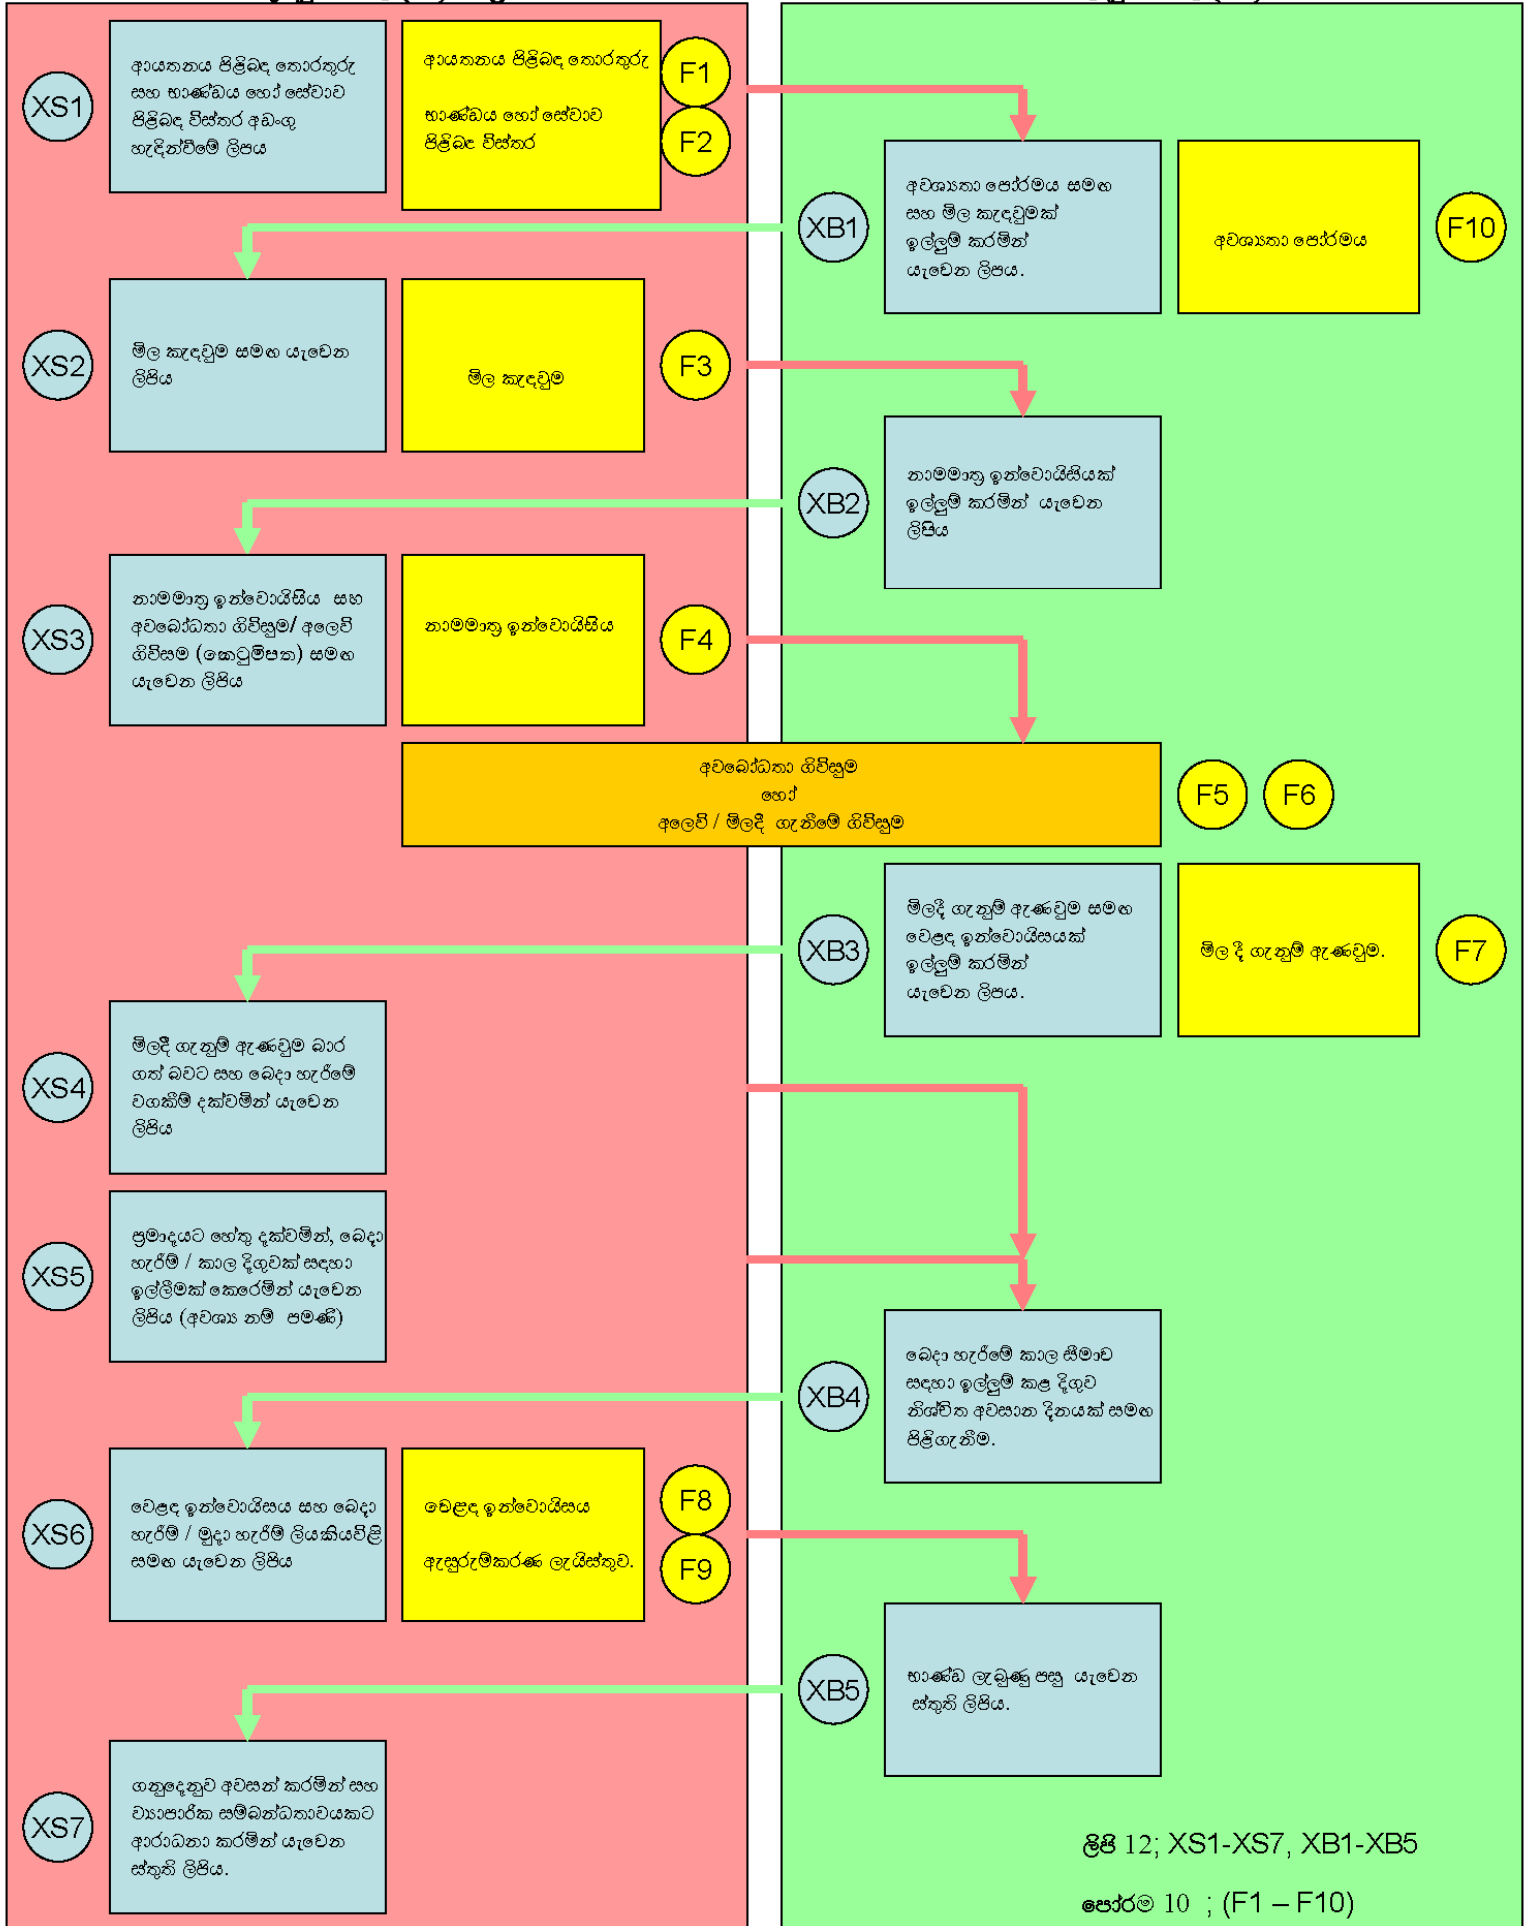 XS1
ආයතනය පිළිබඳ තොරතුරු
සහ භාණ්ඩය හෝ සේවාව
පිළිබඳ විස්තර අඩංගු
හැඳින්වීමේ ලිපය
ආයතනය පිළිබඳ තොරතුරු
භාණ්ඩය හෝ සේවාව
පිළිබඳ විස්තර
F1
F2
XB1
අවශ්‍යතා පෝරමය සමඟ
සහ මිල කැඳවුමක්
ඉල්ලුම් කරමින්
යැවෙන ලිපය.
අවශ්‍යතා පෝරමය
F10
XS2
මිල කැඳවුම සමඟ යැවෙන
ලිපිය
මිල කැඳවුම
F3
XB2
නාමමාත්‍ර ඉන්වොයිසියක්
ඉල්ලුම් කරමින් යැවෙන
ලිපිය
XS3
නාමමාත්‍ර ඉන්වොයිසිය සහ
අවබෝධතා ගිවිසුම/ අලෙවි
ගිවිසම (කෙටුම්පත) සමඟ
යැවෙන ලිපිය
නාමමාත්‍ර ඉන්වොයිසිය
F4
අවබෝධතා ගිවිසුම
හෝ
අලෙවි / මිලදී ගැනීමේ ගිවිසුම
F5
F6
XB3
මිලදී ගැනුම් ඇණවුම සමඟ
වෙළඳ ඉන්වොයිසයක්
ඉල්ලුම් කරමින්
යැවෙන ලිපය.
මිල දී ගැනුම් ඇණවුම.
F7
XS4
මිලදී ගැනුම් ඇණවුම බාර
ගත් බවට සහ බෙදා හැරීමේ
වගකීම් දක්වමින් යැවෙන
ලිපිය
XS5
ප්‍රමාදයට හේතු දක්වමින්, බෙදා
හැරීම් / කාල දිගුවක් සඳහා
ඉල්ලීමක් කෙරෙමින් යැවෙන
ලිපිය (අවශ්‍ය නම් පමණි)
XB4
බෙදා හැරීමේ කාල සීමාව
සඳහා ඉල්ලුම් කළ දිගුව
නිශ්චිත අවසාන දිනයක් සමඟ
පිළිගැනීම.
XS6
වෙළඳ ඉන්වොයිසය සහ බෙදා
හැරීම් / මුදා හැරීම් ලියකියවිළි
සමඟ යැවෙන ලිපිය
වෙළඳ ඉන්වොයිසය
ඇසුරුම්කරණ ලැයිස්තුව.
F8
F9
XB5
භාණ්ඩ ලැබුණු පසු යැවෙන
ස්තුති ලිපිය.
XS7
ගනුදෙනුව අවසන් කරමින් සහ
ව්‍යාපාරික සම්බන්ධතාවයකට
ආරාධනා කරමින් යැවෙන
ස්තුති ලිපිය.
ලිපි 12; XS1-XS7, XB1-XB5
පෝරම 10 ; (F1 – F10)